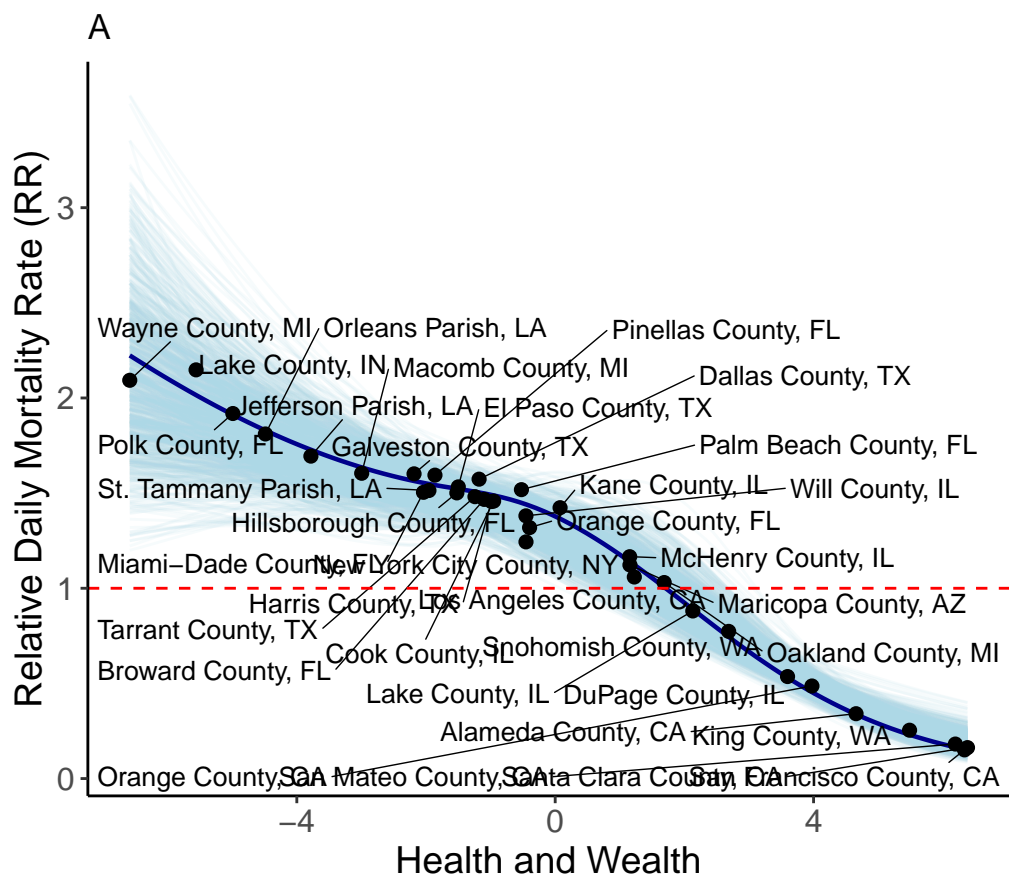 A
Relative Daily Mortality Rate (RR)
3
2
1
0
Wayne County, MI
Orleans Parish, LA
Pinellas County, FL
Lake County, IN
Macomb County, MI
Dallas County, TX
Jefferson Parish, LA
El Paso County, TX
Polk County, FL
Galveston County, TX
Palm Beach County, FL
St. Tammany Parish, LA
Kane County, IL
Will County, IL
Hillsborough County, FL
Orange County, FL
Miami−Dade County, FL
New York City County, NY
McHenry County, IL
Harris County, TX
Los Angeles County, CA
Maricopa County, AZ
Tarrant County, TX
Cook County, IL
Snohomish County, WA
Oakland County, MI
Broward County, FL
Lake County, IL
DuPage County, IL
Alameda County, CA
King County, WA
Orange County, CA
San Mateo County, CA
Santa Clara County, CA
San Francisco County, CA
−4
0
4
Health and Wealth